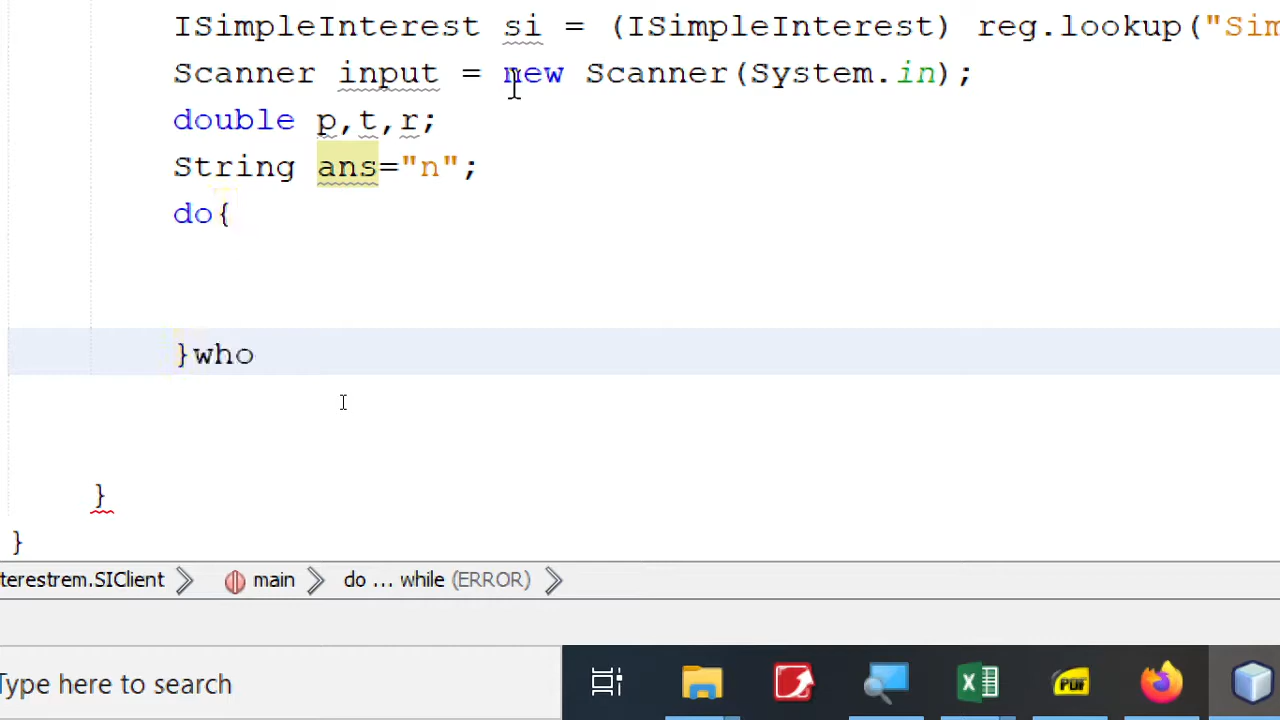 ISimpleInterest si = (ISimpleInterest) reg.lookup("Sim
Scanner input = new Scanner(System.in);
double p,t,r;
String ans="n";
do{
}who
}
}
terestrem.SIClient main do ... while (ERROR)
Type here to search
PDF